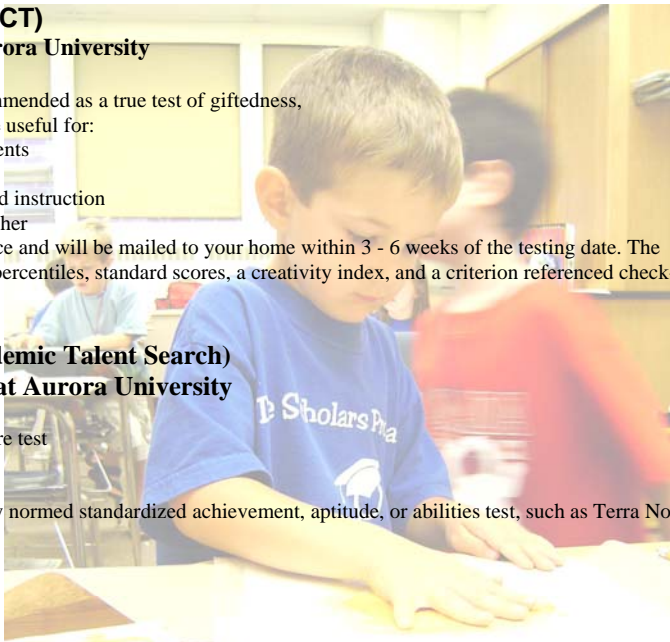 CT)
rora University
nmended as a true test of giftedness,
useful for:
ents
d instruction
her
ce and will be mailed to your home within 3 - 6 weeks of the testing date. The
percentiles, standard scores, a creativity index, and a criterion referenced check
demic Talent Search)
at Aurora University
re test
normed standardized achievement, aptitude, or abilities test, such as Terra No
Scholars